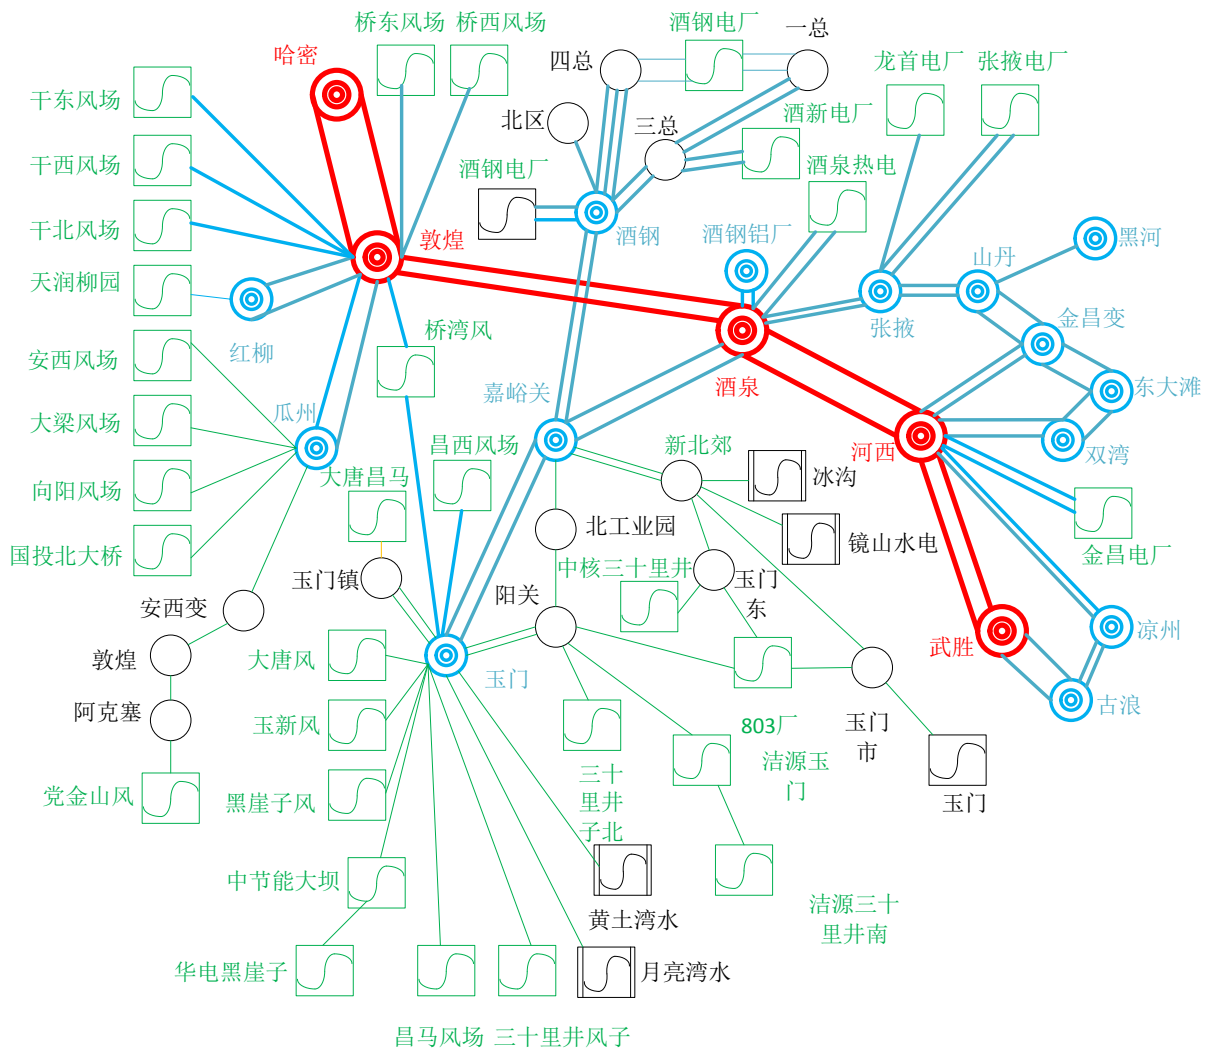 桥东风场
桥西风场
酒钢电厂
一总
哈密
四总
龙首电厂
张掖电厂
干东风场
北区
三总
酒新电厂
干西风场
酒钢电厂
酒泉热电
干北风场
敦煌
酒钢
酒钢铝厂
黑河
天润柳园
山丹
张掖
金昌变
桥湾风
红柳
安西风场
酒泉
嘉峪关
东大滩
瓜州
大梁风场
昌西风场
新北郊
河西
双湾
大唐昌马
冰沟
向阳风场
北工业园
镜山水电
国投北大桥
中核三十里井
金昌电厂
玉门镇
玉门
东
阳关
安西变
凉州
敦煌
大唐风
武胜
玉门
古浪
阿克塞
玉新风
803厂
玉门
市
洁源玉
门
三十
里井
子北
党金山风
黑崖子风
玉门
中节能大坝
黄土湾水
洁源三十
里井南
华电黑崖子
月亮湾水
昌马风场
三十里井风子